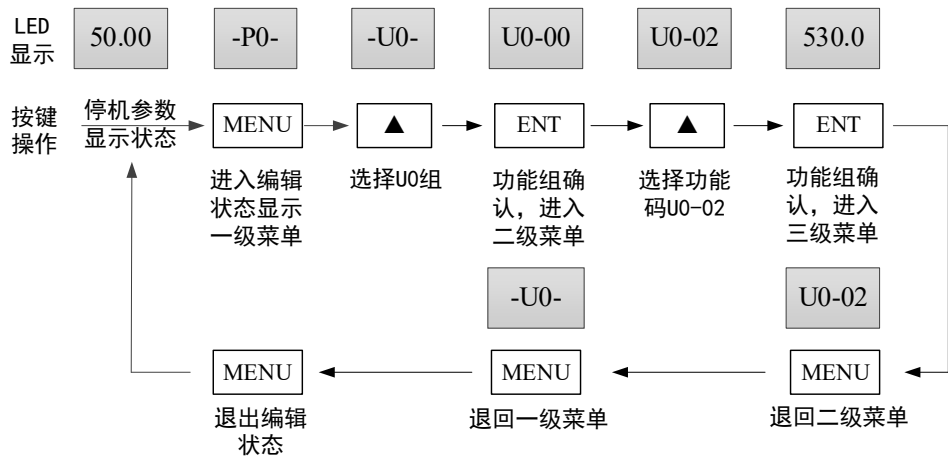 LED
显示
50.00
-P0-
-U0-
U0-00
U0-02
530.0
按键
操作
停机参数
显示状态
MENU
▲
ENT
▲
ENT
进入编辑
状态显示
一级菜单
选择U0组
功能组确
认，进入
二级菜单
选择功能
码U0-02
功能组确
认，进入
三级菜单
-U0-
U0-02
MENU
MENU
MENU
退出编辑
状态
退回一级菜单
退回二级菜单